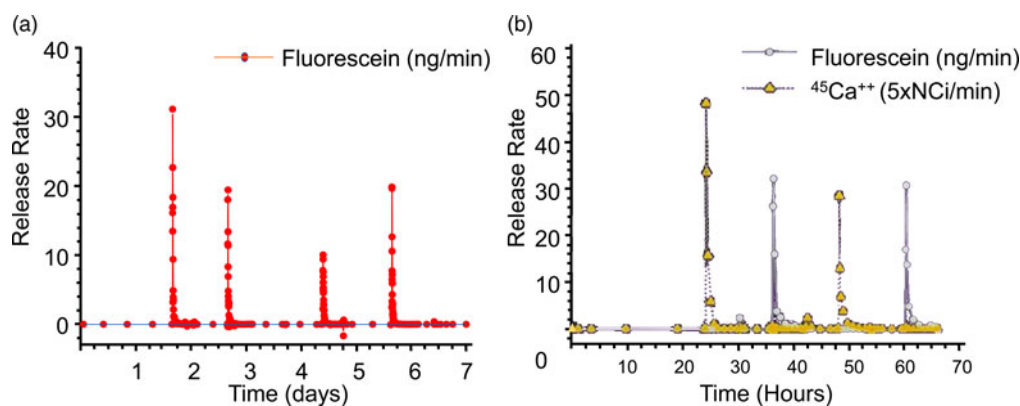 (a)
Fluorescein (ng/min)
40
30
20
10
0
Release Rate
1 2 3 4 5 6 7
Time (days)
(b)
Fluorescein (ng/min)
⁴⁵Ca⁺⁺ (5xNCi/min)
60
50
40
30
20
10
0
Release Rate
10 20 30 40 50 60 70
Time (Hours)